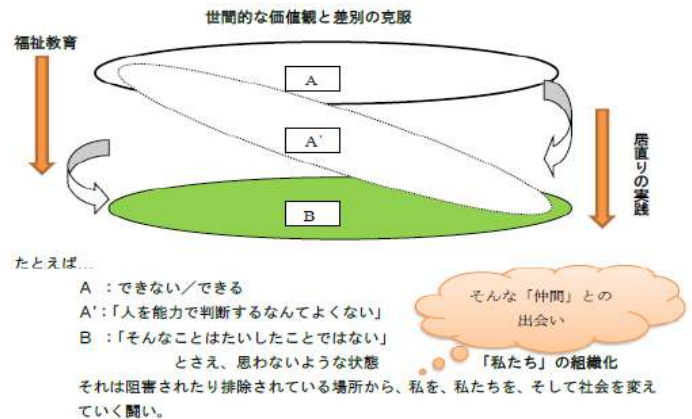 世間的な価値観と差別の克服
福祉教育
A
A'
B
居直りの実践
たとえば…
A ：できない／できる
A'：「人を能力で判断するなんてよくない」
B ：「そんなことはたいしたことではない」
とさえ、思わないような状態
そんな「仲間」との
出会い
「私たち」の組織化
それは阻害されたり排除されている場所から、私を、私たちを、そして社会を変え
ていく闘い。